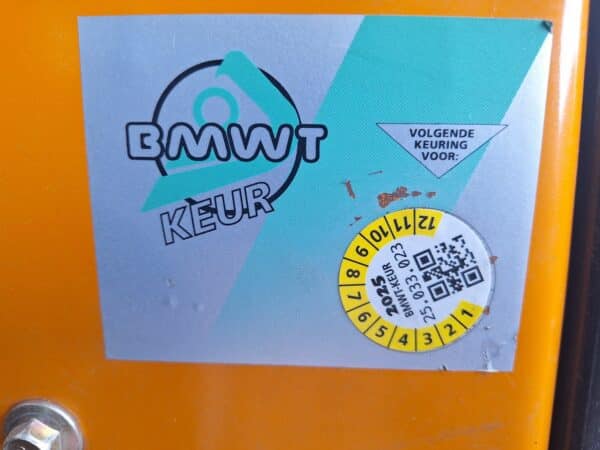 BMWT
KEUR
VOLGENDE
KEURING
VOOR:
1 2 3 4 5 6 7 8 9 10 11 12
2025
BMWT-KEUR
25.033.023
.1